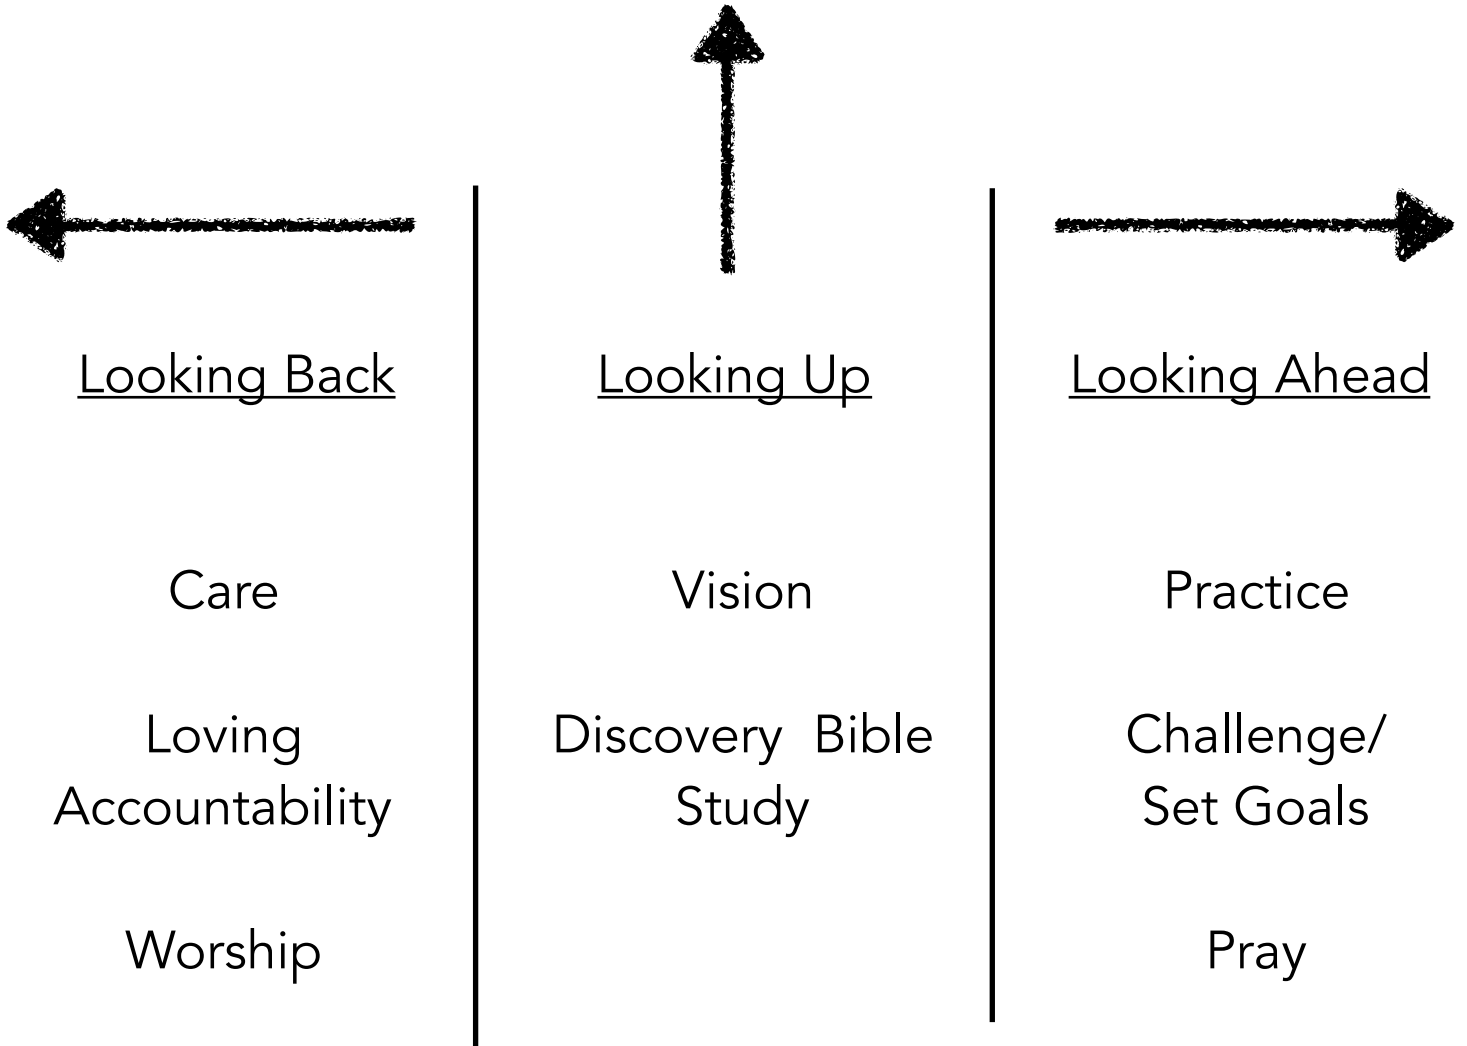 Looking Back
Care
Loving
Accountability
Worship
Looking Up
Vision
Discovery Bible
Study
Looking Ahead
Practice
Challenge/
Set Goals
Pray